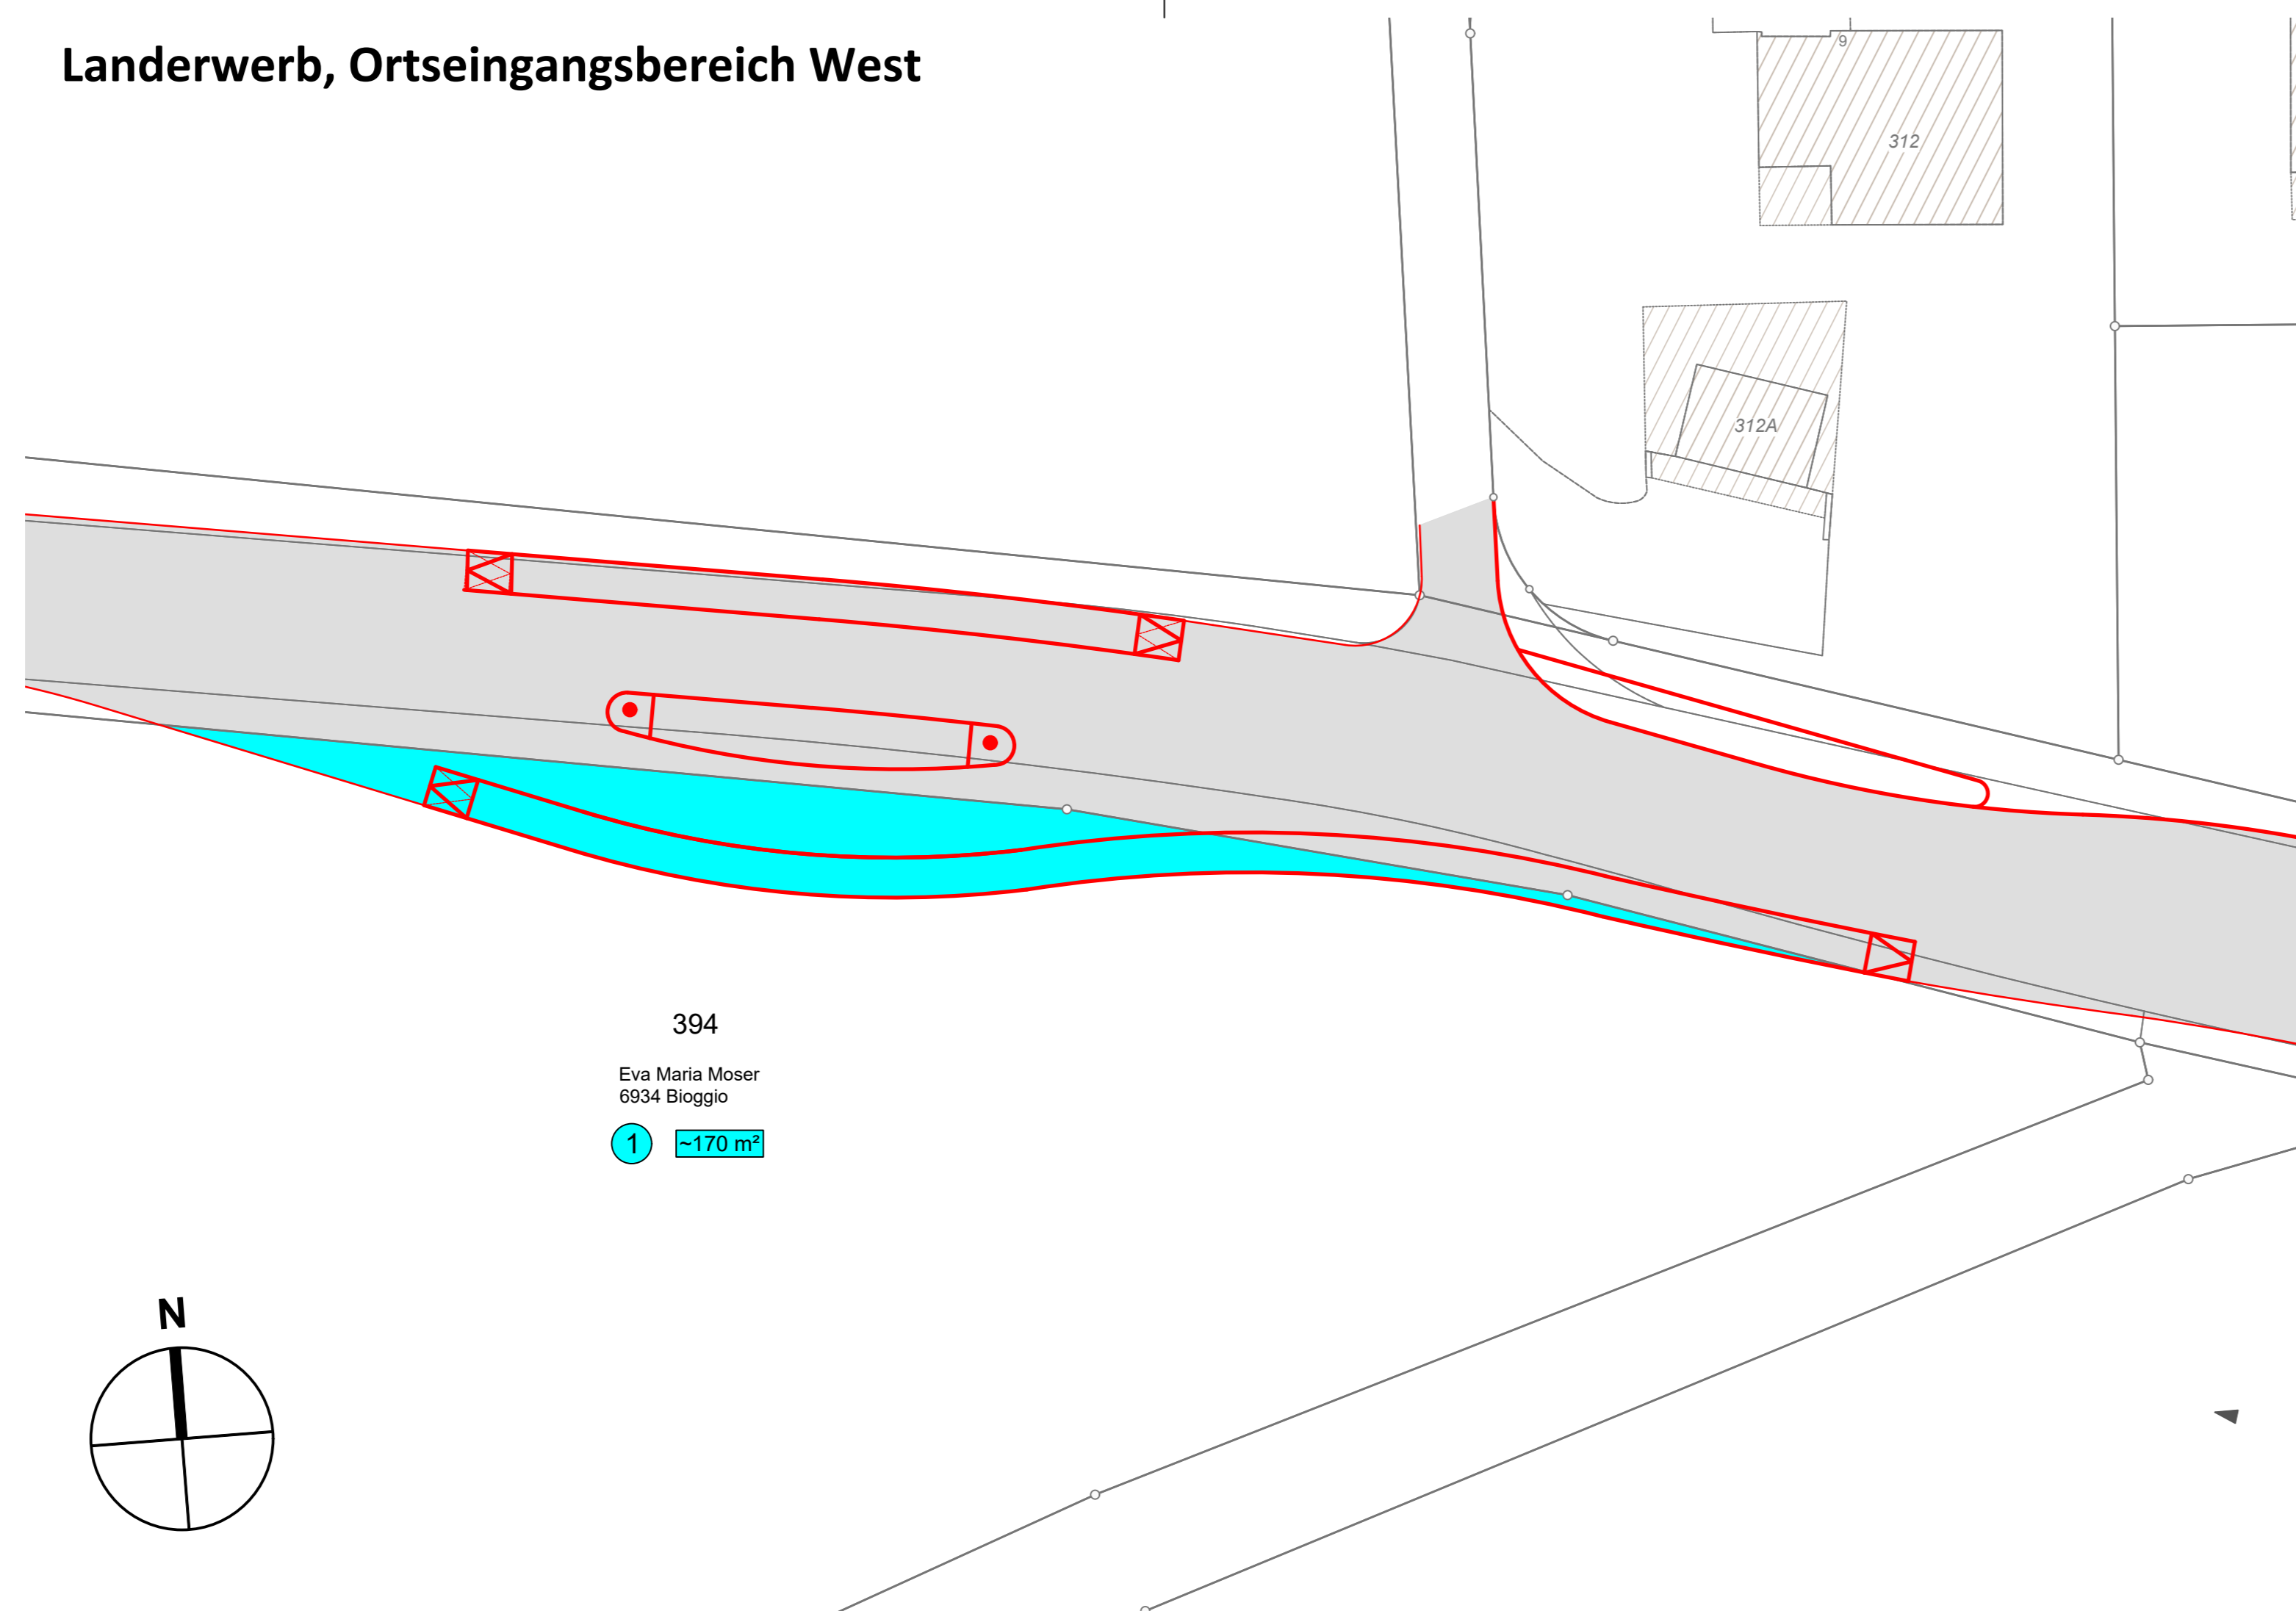 Landerwerb, Ortseingangsbereich West
9
312
312A
394
Eva Maria Moser
6934 Bioggio
1 ~170 m²
N